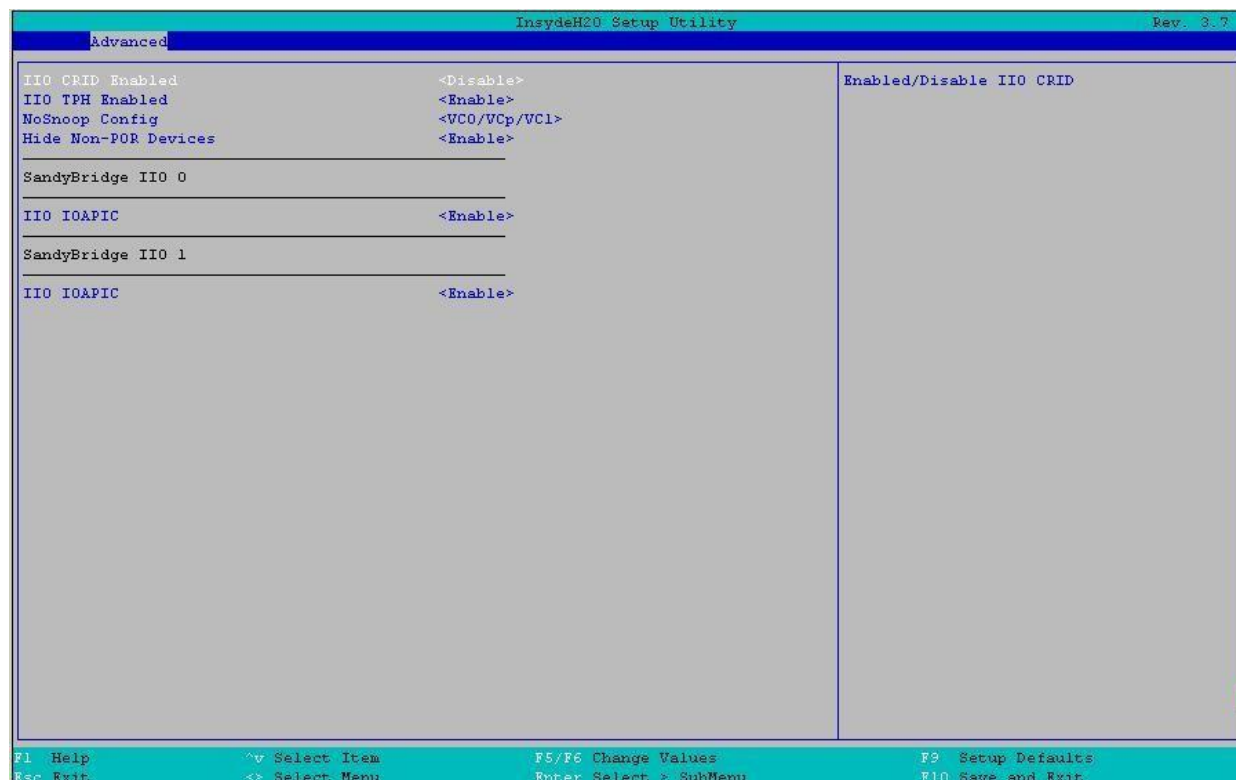 InsydeH20 Setup Utility Rev. 3.7
Advanced
IIO CRID Enabled <Disable> Enabled/Disable IIO CRID
IIO TPH Enabled <Enable>
NoSnoop Config <VC0/VCp/VC1>
Hide Non-POR Devices <Enable>
SandyBridge IIO 0
IIO IOAPIC <Enable>
SandyBridge IIO 1
IIO IOAPIC <Enable>
F1 Help ^v Select Item F5/F6 Change Values F9 Setup Defaults
Esc Exit <> Select Menu Enter Select > SubMenu F10 Save and Exit